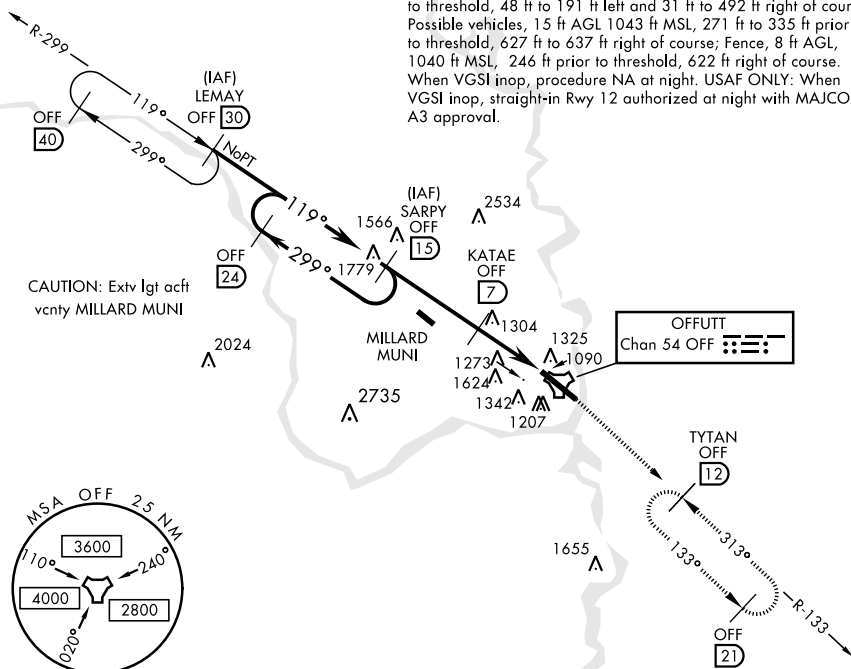 to threshold, 48 ft to 191 ft left and 31 ft to 492 ft right of cour
Possible vehicles, 15 ft AGL 1043 ft MSL, 271 ft to 335 ft prior
to threshold, 627 ft to 637 ft right of course; Fence, 8 ft AGL,
1040 ft MSL, 246 ft prior to threshold, 622 ft right of course.
When VGSI inop, procedure NA at night. USAF ONLY: When
VGSI inop, straight-in Rwy 12 authorized at night with MAJCO
A3 approval.
R-299
(IAF)
LEMAY
OFF 30
119°
299°
OFF
40
NoPT
119°
299°
OFF
24
1566
1779
(IAF)
SARPY
OFF
15
2534
KATAE
OFF
7
CAUTION: Extv lgt acft
vcnty MILLARD MUNI
MILLARD
MUNI
1304
1325
1090
1273
1624
1342
1207
OFFUTT
Chan 54 OFF
2024
2735
TYTAN
OFF
12
313°
133°
1655
R-133
OFF
21
MSA OFF 25 NM
3600
110°
240°
4000
2800
020°